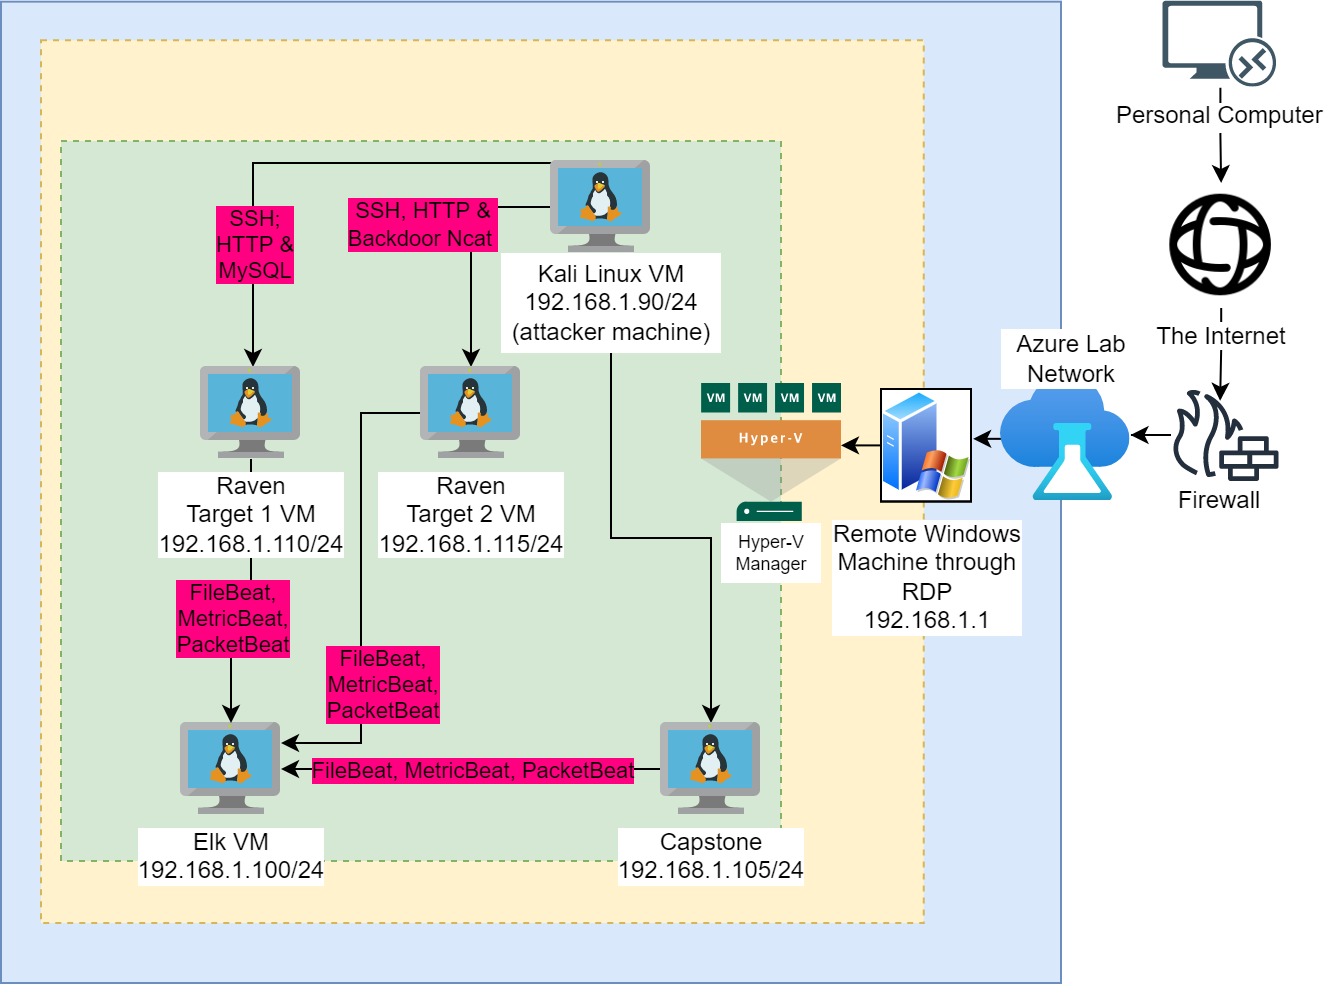 Personal Computer
The Internet
Firewall
Azure Lab
Network
Remote Windows
Machine through
RDP
192.168.1.1
VM VM VM VM
Hyper-V
Hyper-V
Manager
Kali Linux VM
192.168.1.90/24
(attacker machine)
SSH;
HTTP &
MySQL
SSH, HTTP &
Backdoor Ncat
Raven
Target 1 VM
192.168.1.110/24
Raven
Target 2 VM
192.168.1.115/24
FileBeat,
MetricBeat,
PacketBeat
FileBeat,
MetricBeat,
PacketBeat
FileBeat, MetricBeat, PacketBeat
Elk VM
192.168.1.100/24
Capstone
192.168.1.105/24